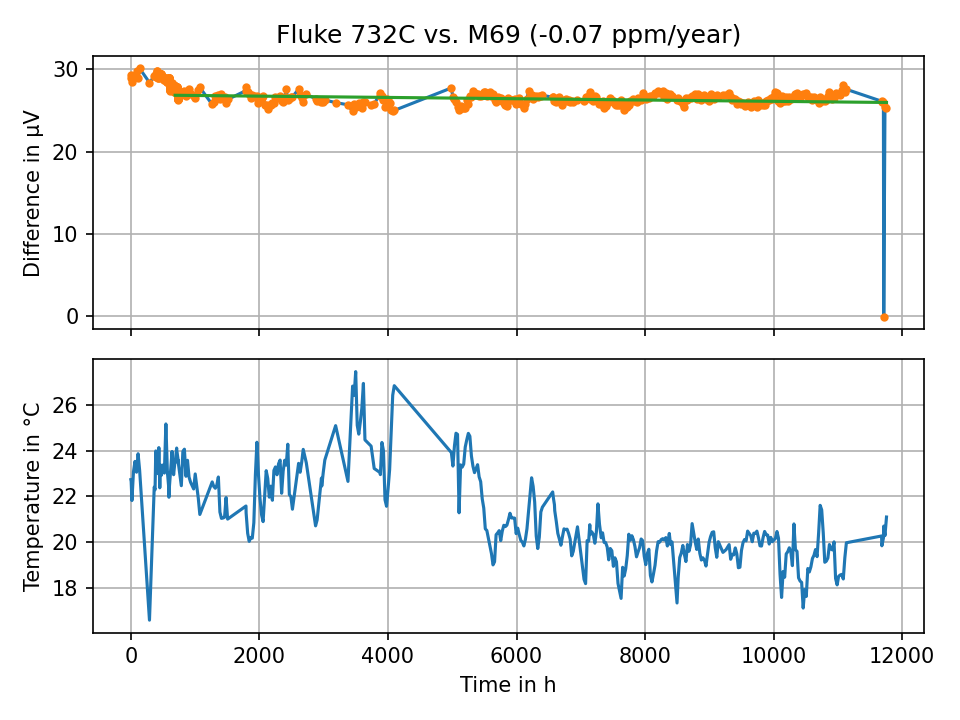 Fluke 732C vs. M69 (-0.07 ppm/year)
Difference in µV
30
20
10
0
Temperature in °C
26
24
22
20
18
0 2000 4000 6000 8000 10000 12000
Time in h